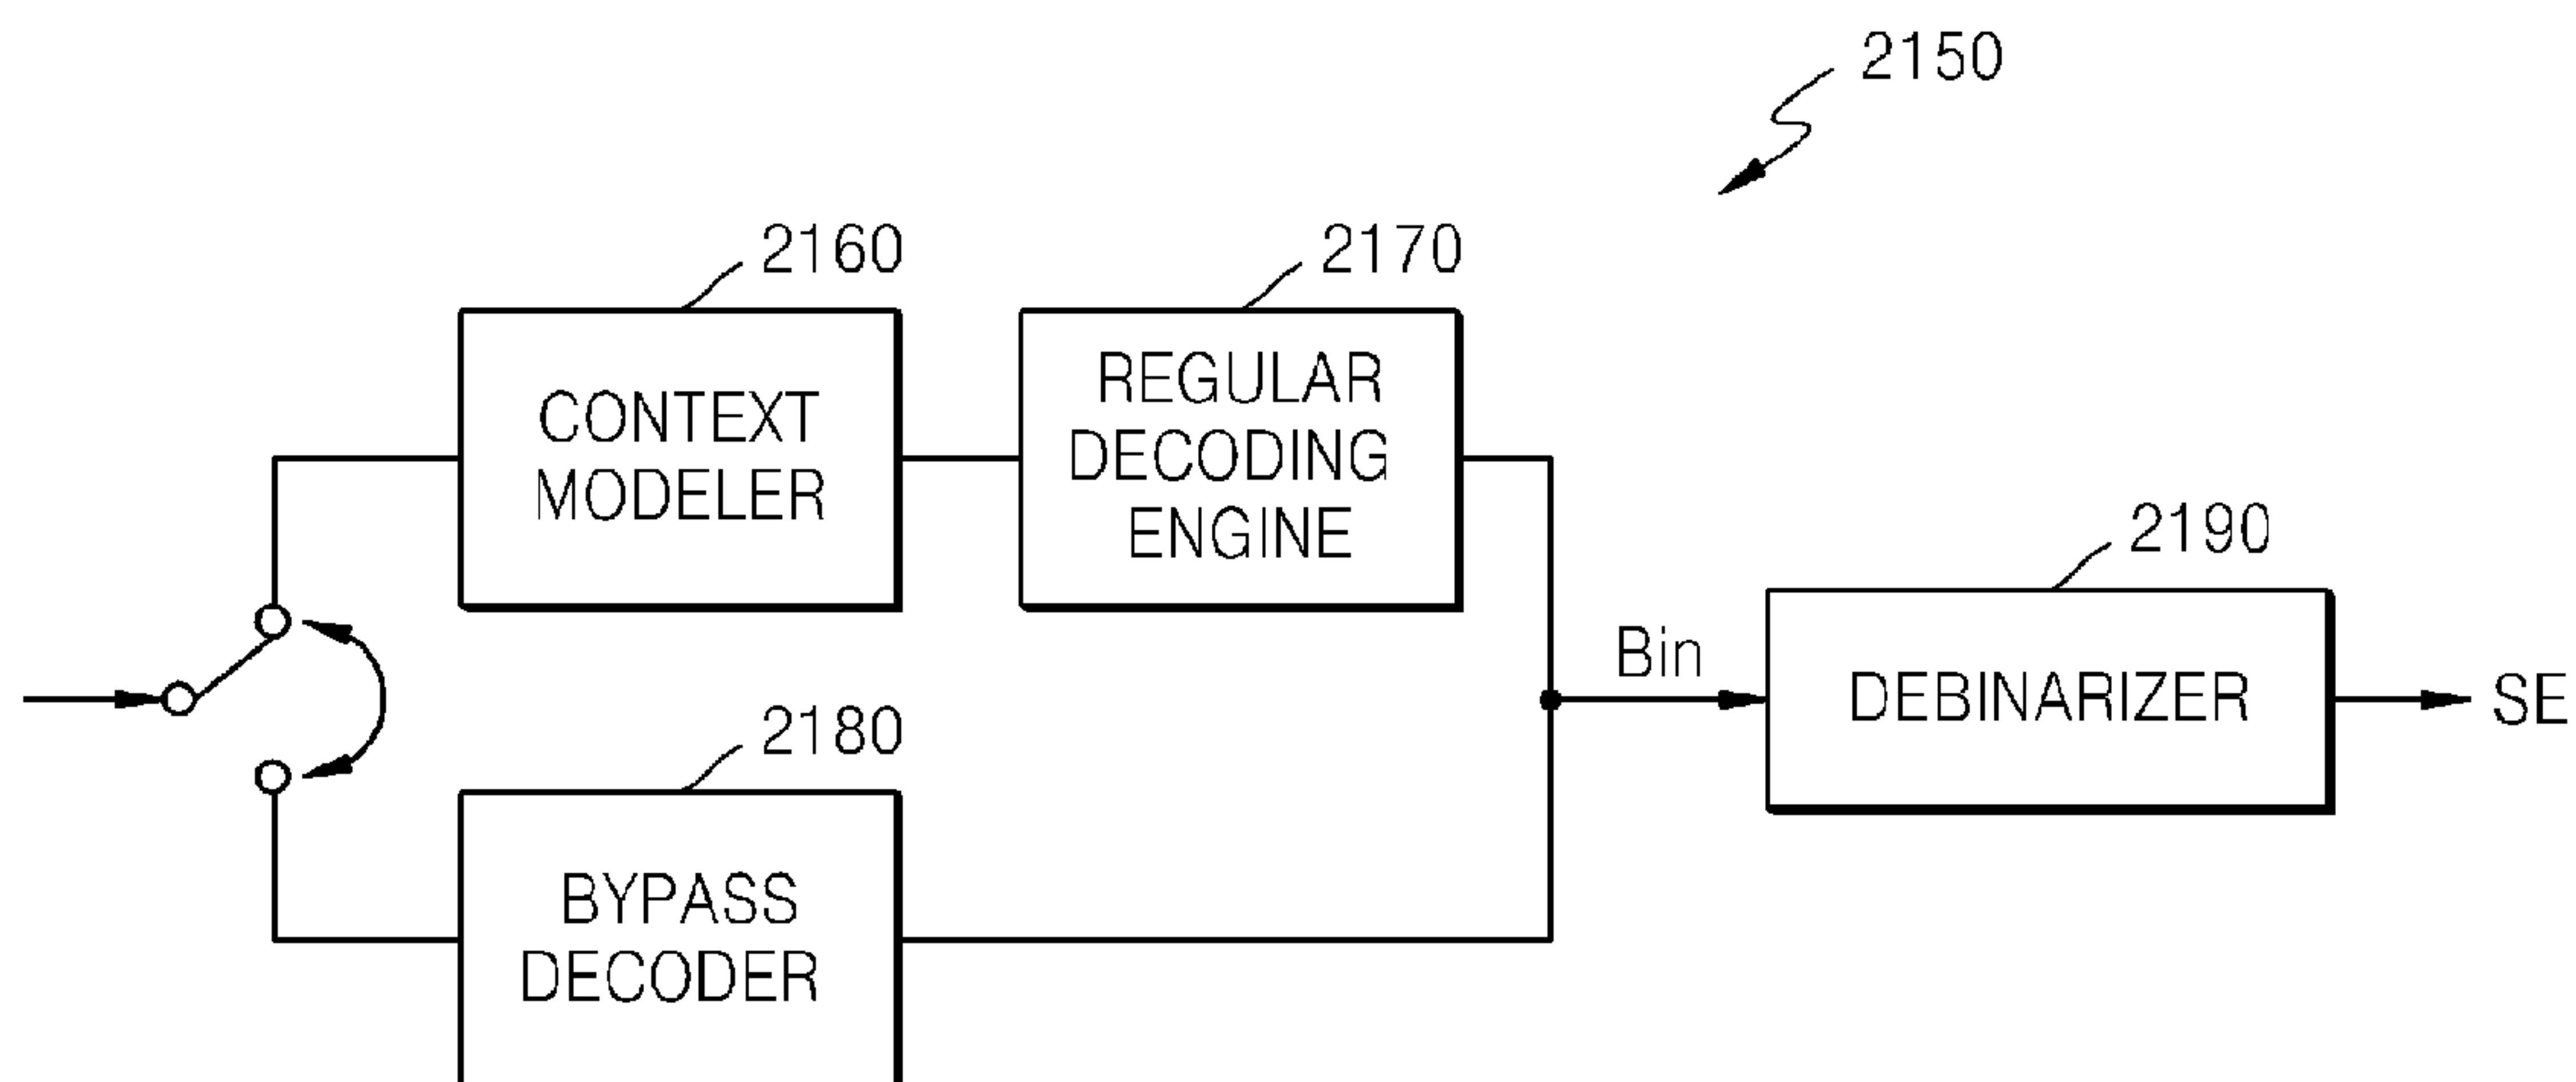 2150
2160
2170
CONTEXT
MODELER
REGULAR
DECODING
ENGINE
2190
Bin
DEBINARIZER
SE
2180
BYPASS
DECODER